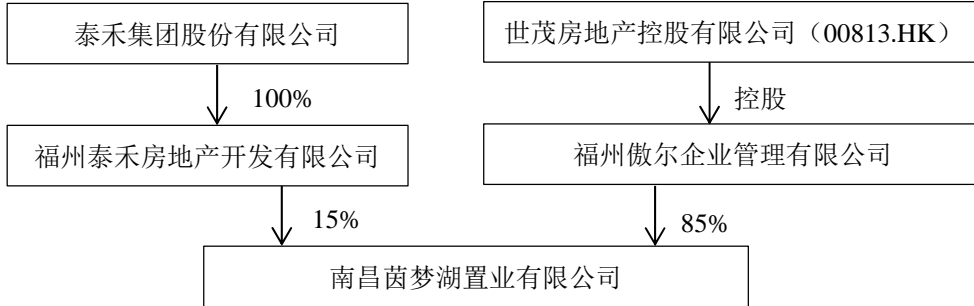 泰禾集团股份有限公司
世茂房地产控股有限公司（00813.HK）
100%
控股
福州泰禾房地产开发有限公司
福州傲尔企业管理有限公司
15%
85%
南昌茵梦湖置业有限公司